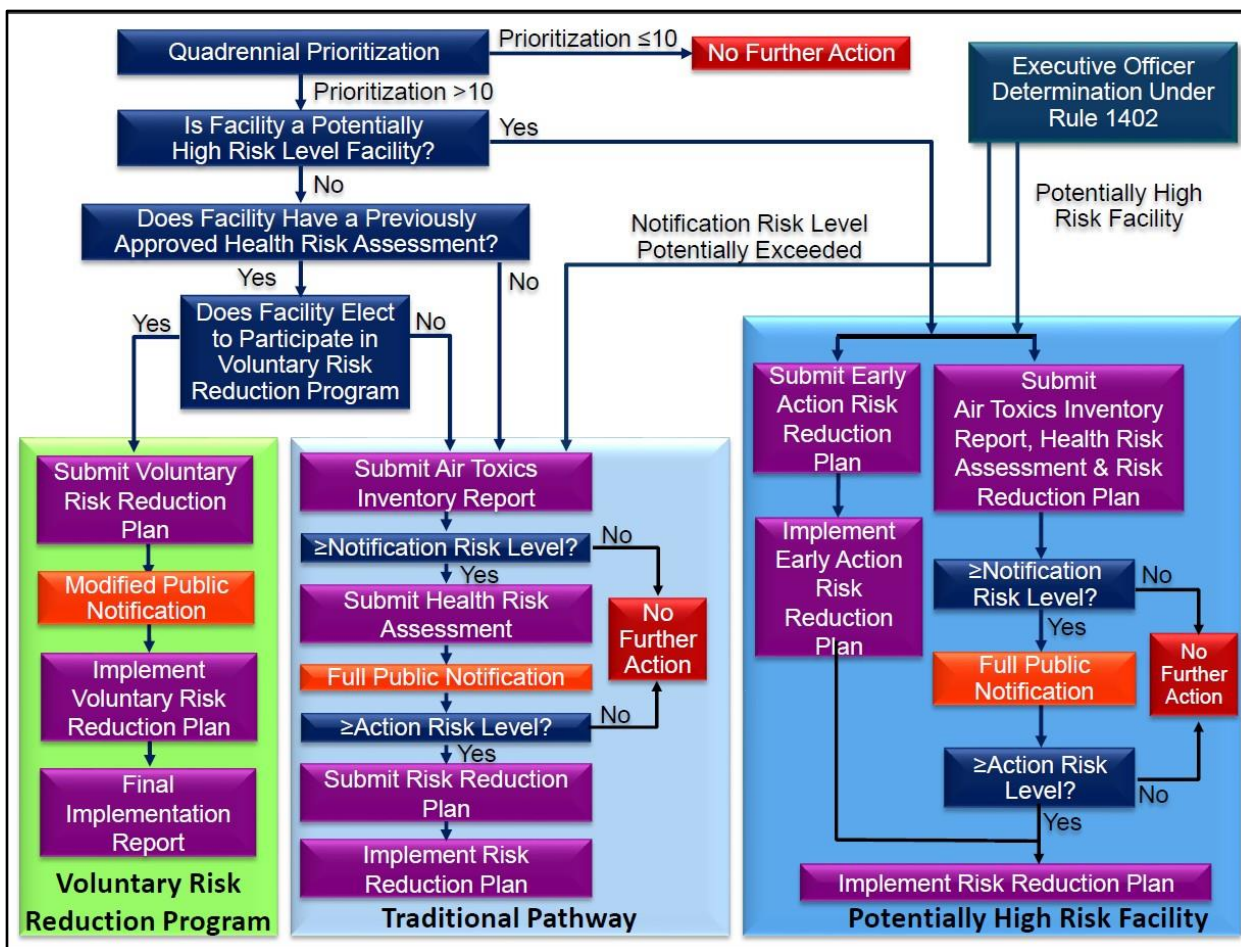 Quadrennial Prioritization
Prioritization ≤10
No Further Action
Executive Officer
Determination Under
Rule 1402
Prioritization >10
Is Facility a Potentially
High Risk Level Facility?
Yes
No
Potentially High
Risk Facility
Does Facility Have a Previously
Approved Health Risk Assessment?
Notification Risk Level
Potentially Exceeded
Yes
No
Yes
Does Facility Elect
to Participate in
Voluntary Risk
Reduction Program
No
Submit Voluntary
Risk Reduction
Plan
Modified Public
Notification
Implement
Voluntary Risk
Reduction Plan
Final
Implementation
Report
Voluntary Risk
Reduction Program
Submit Air Toxics
Inventory Report
≥Notification Risk Level?
No
Yes
Submit Health Risk
Assessment
No
Further
Action
Full Public Notification
≥Action Risk Level?
No
Yes
Submit Risk Reduction
Plan
Implement Risk
Reduction Plan
Traditional Pathway
Submit Early
Action Risk
Reduction
Plan
Implement
Early Action
Risk
Reduction
Plan
Submit
Air Toxics Inventory
Report, Health Risk
Assessment & Risk
Reduction Plan
≥Notification
Risk Level?
No
Yes
Full Public
Notification
No
Further
Action
≥Action Risk
Level?
No
Yes
Implement Risk Reduction Plan
Potentially High Risk Facility